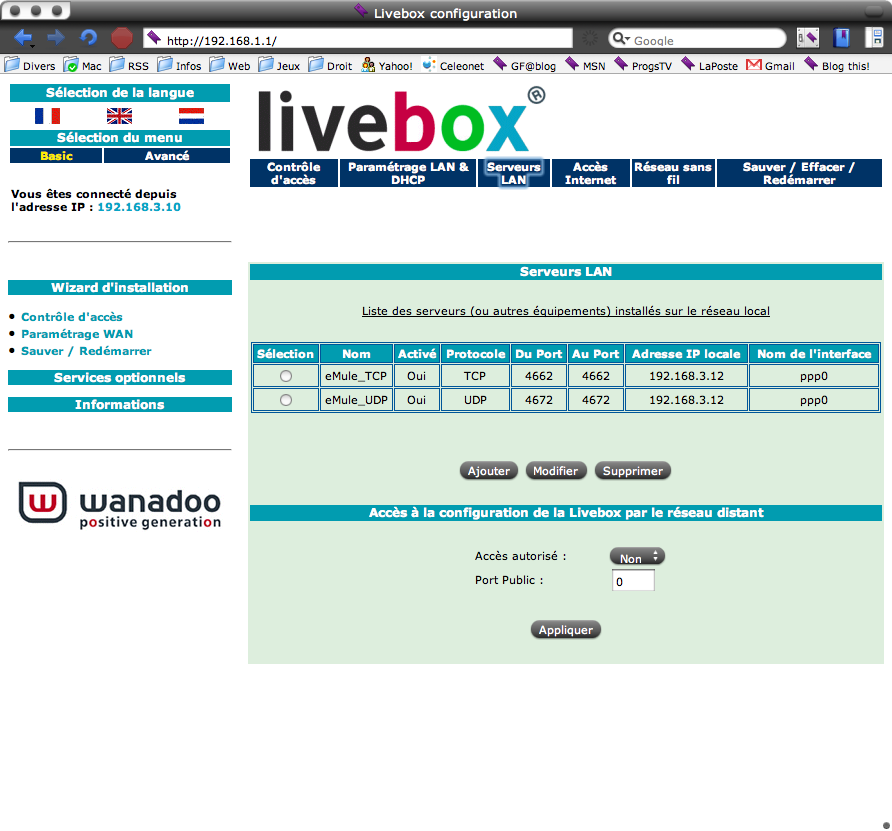 Livebox configuration
http://192.168.1.1/
Google
Divers Mac RSS Infos Web Jeux Droit Yahoo! Celeonet GF@blog MSN ProgsTV LaPoste Gmail Blog this!
Sélection de la langue
Sélection du menu
Basic Avancé
Vous êtes connecté depuis
l'adresse IP : 192.168.3.10
Wizard d'installation
Contrôle d'accès
Paramétrage WAN
Sauver / Redémarrer
Services optionnels
Informations
wanadoo
positive generation
livebox®
Contrôle d'accès
Paramétrage LAN & DHCP
Serveurs LAN
Accès Internet
Réseau sans fil
Sauver / Effacer / Redémarrer
Serveurs LAN
Liste des serveurs (ou autres équipements) installés sur le réseau local
Sélection Nom Activé Protocole Du Port Au Port Adresse IP locale Nom de l'interface
eMule_TCP Oui TCP 4662 4662 192.168.3.12 ppp0
eMule_UDP Oui UDP 4672 4672 192.168.3.12 ppp0
Ajouter Modifier Supprimer
Accès à la configuration de la Livebox par le réseau distant
Accès autorisé : Non
Port Public : 0
Appliquer